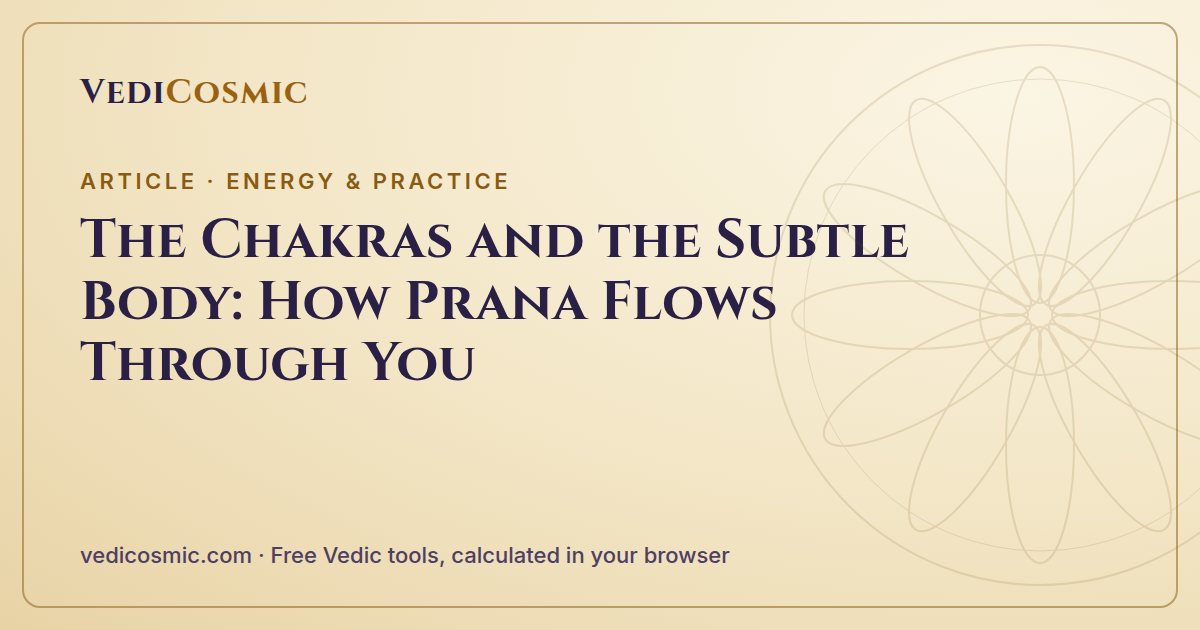 VediCosmic
ARTICLE · ENERGY & PRACTICE
The Chakras and the Subtle
Body: How Prana Flows
Through You
vedicosmic.com · Free Vedic tools, calculated in your browser